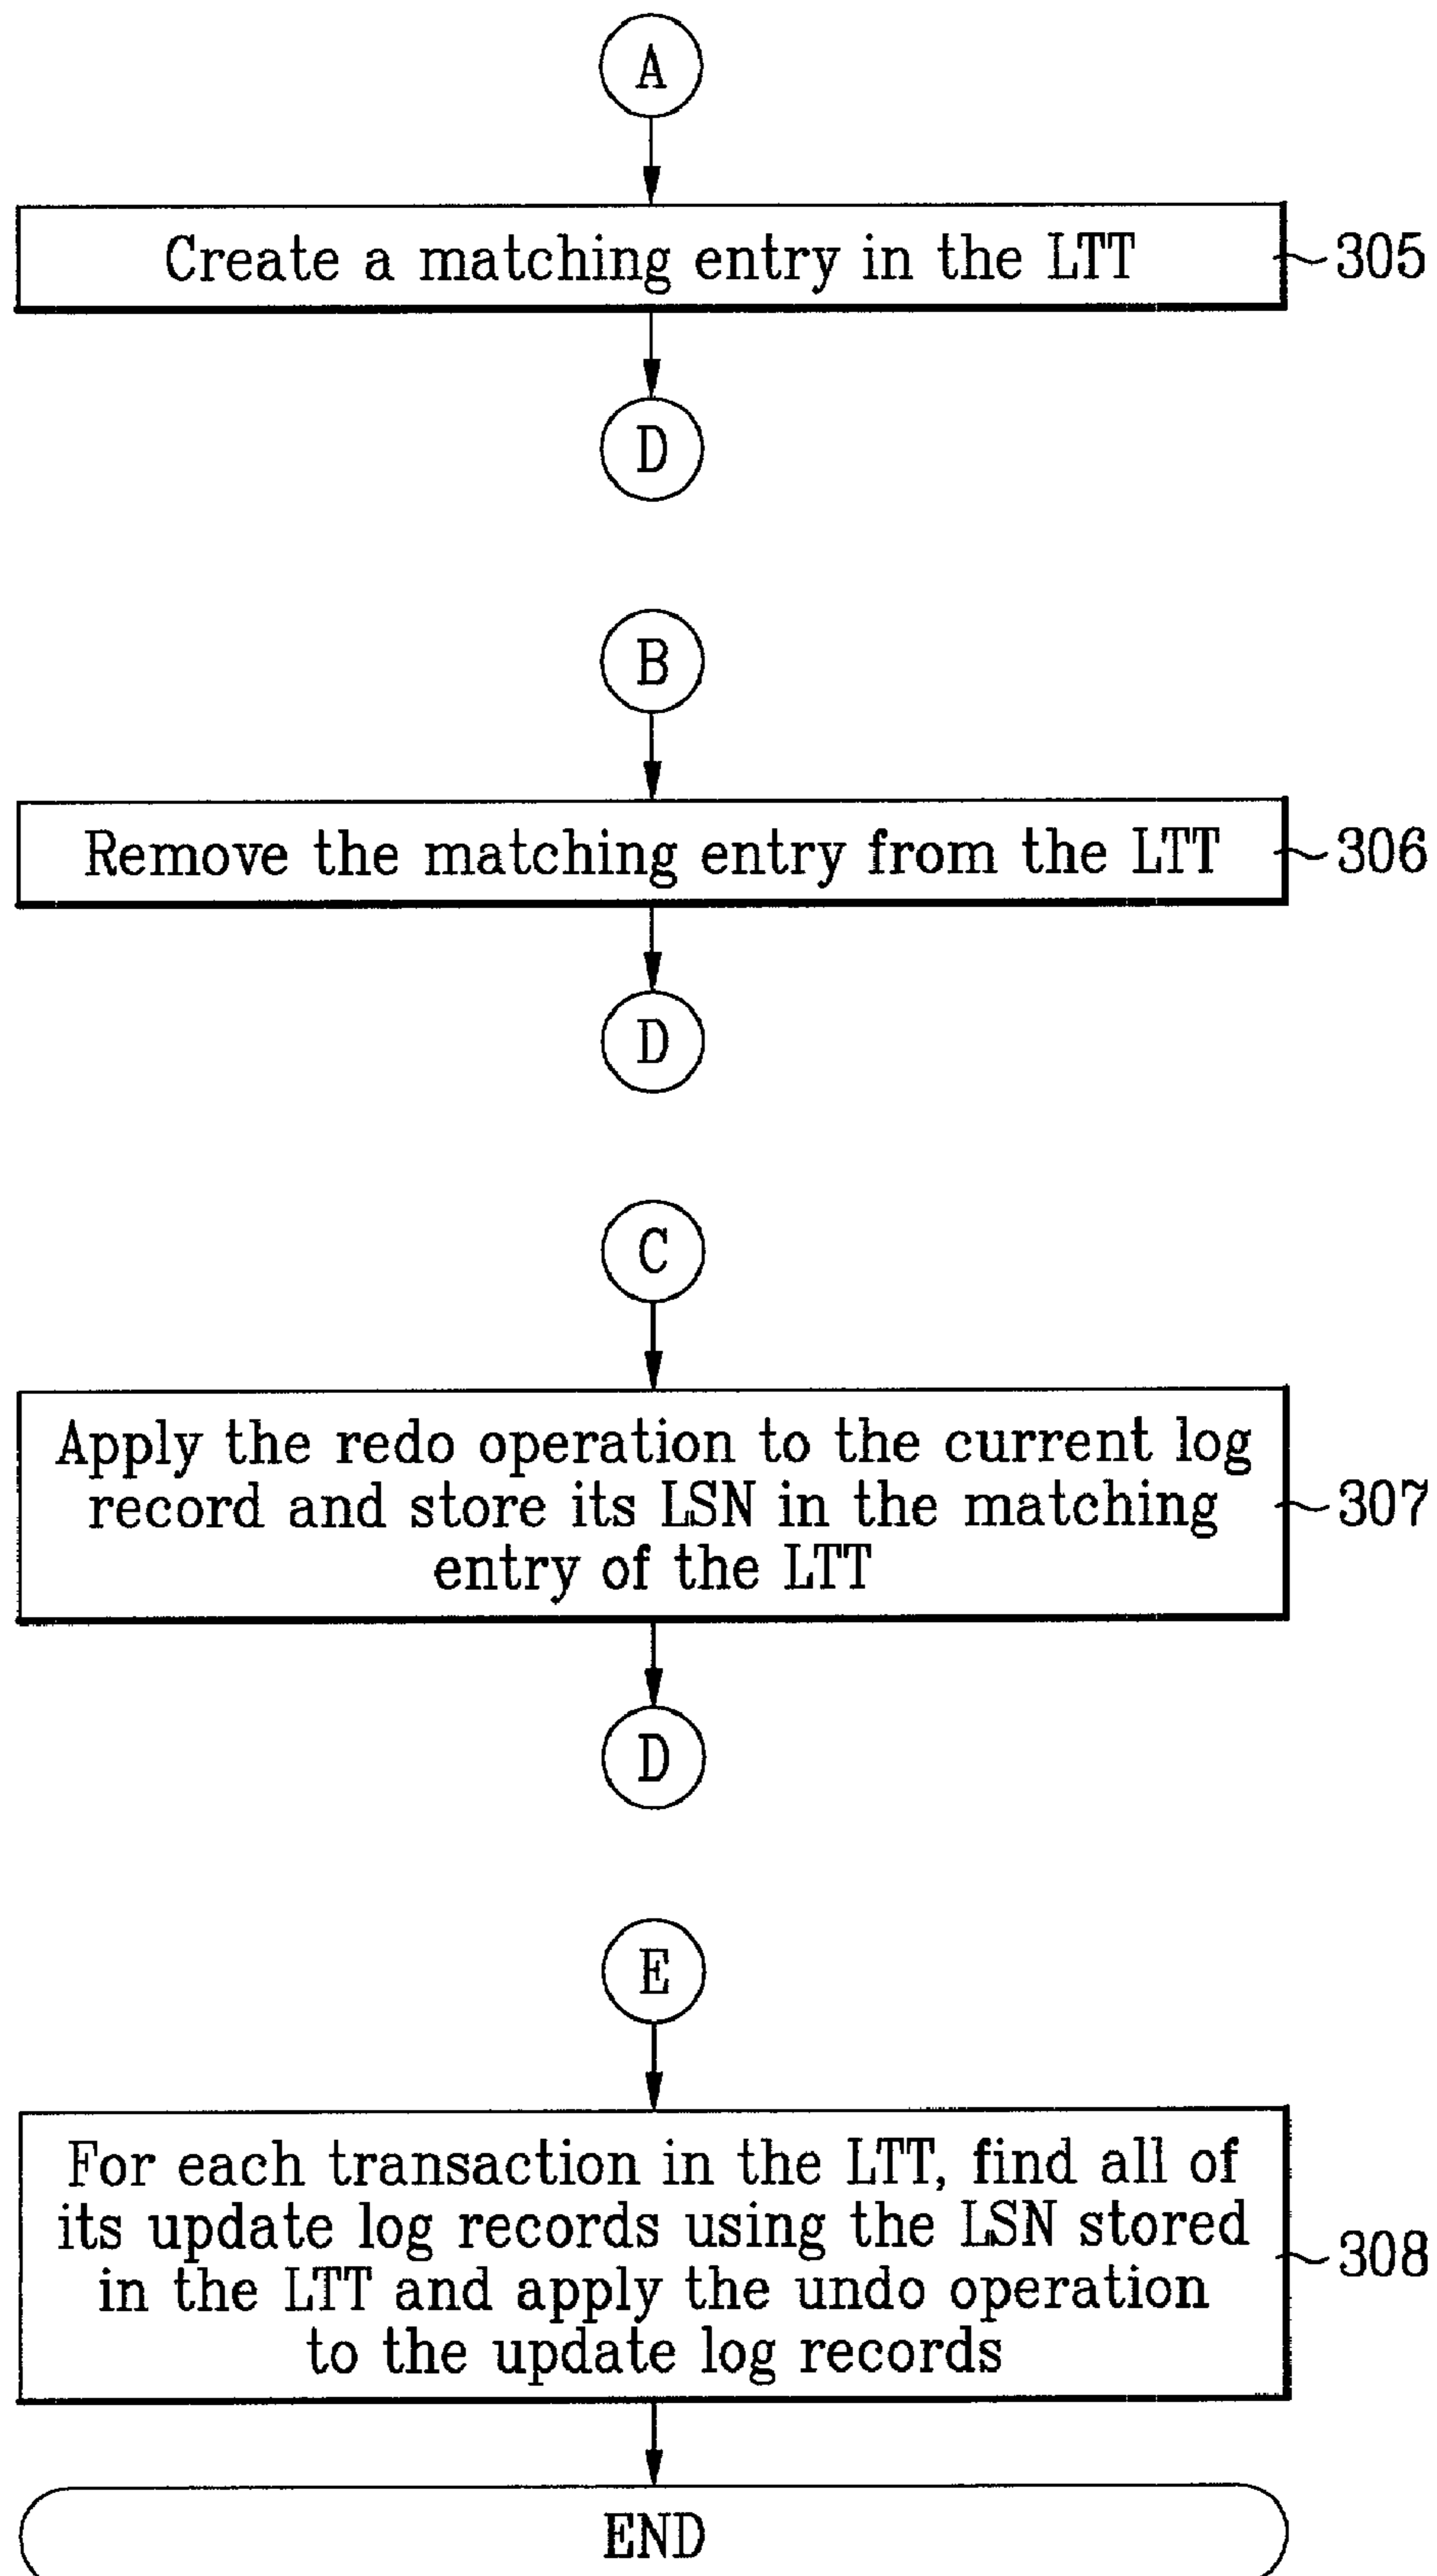 A
Create a matching entry in the LTT
305
D
B
Remove the matching entry from the LTT
306
D
C
Apply the redo operation to the current log
record and store its LSN in the matching
entry of the LTT
307
D
E
For each transaction in the LTT, find all of
its update log records using the LSN stored
in the LTT and apply the undo operation
to the update log records
308
END